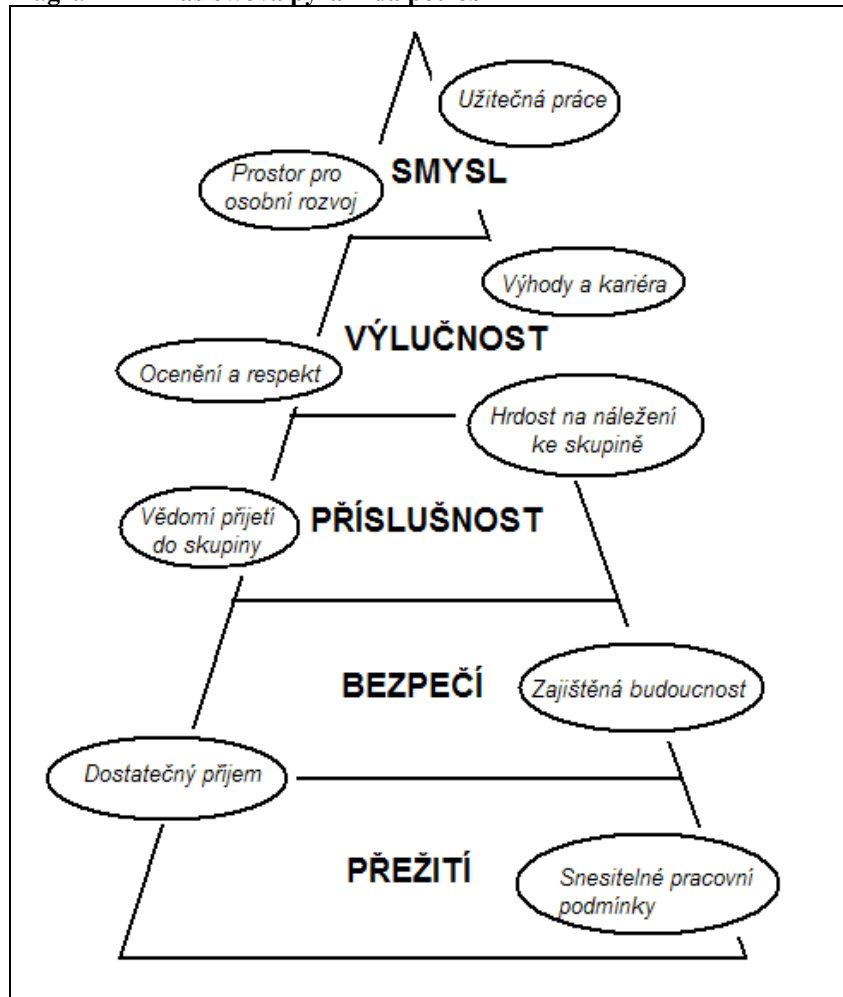 Užitečná práce
Prostor pro
osobní rozvoj
SMYSL
Výhody a kariéra
VÝLUČNOST
Ocenění a respekt
Hrdost na náležení
ke skupině
Vědomí přijetí
do skupiny
PŘÍSLUŠNOST
BEZPEČÍ
Zajištěná budoucnost
Dostatečný příjem
PŘEŽITÍ
Snesitelné pracovní
podmínky